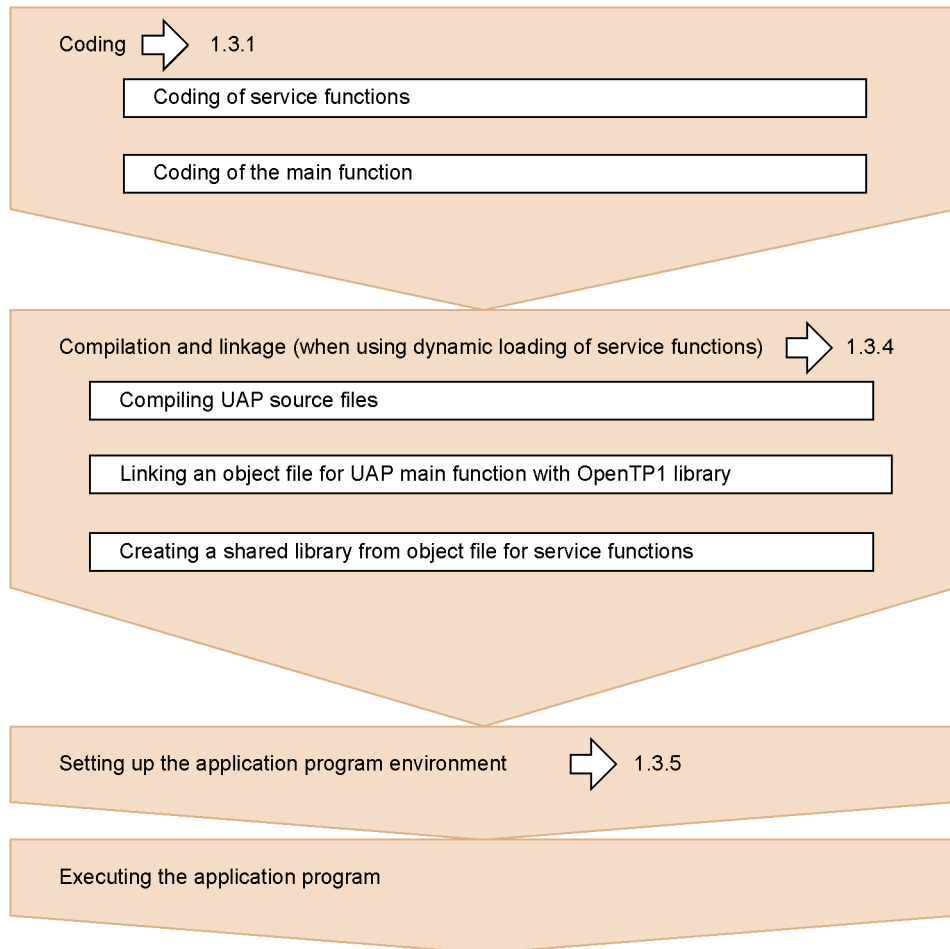 Coding 1.3.1
Coding of service functions
Coding of the main function
Compilation and linkage (when using dynamic loading of service functions) 1.3.4
Compiling UAP source files
Linking an object file for UAP main function with OpenTP1 library
Creating a shared library from object file for service functions
Setting up the application program environment 1.3.5
Executing the application program